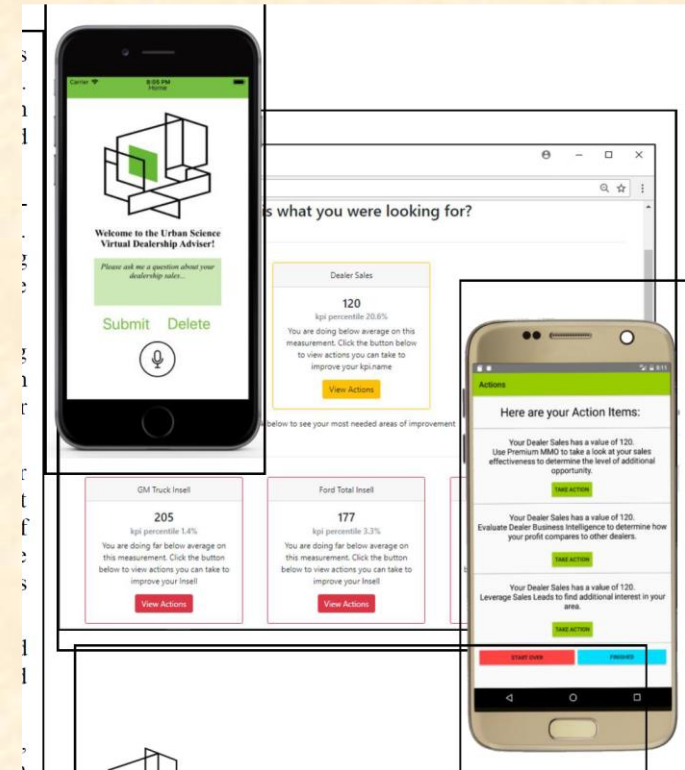 Carrier
8:05 PM
Home
Welcome to the Urban Science
Virtual Dealership Adviser!
Please ask me a question about your
dealership sales...
Submit Delete
is what you were looking for?
Dealer Sales
120
kpi percentile 20.6%
You are doing below average on this
measurement. Click the button below
to view actions you can take to
improve your kpi.name
View Actions
below to see your most needed areas of improvement
GM Truck Insell
205
kpi percentile 1.4%
You are doing far below average on
this measurement. Click the button
below to view actions you can take to
improve your Insell
View Actions
Ford Total Insell
177
kpi percentile 3.3%
You are doing far below average on
this measurement. Click the button
below to view actions you can take to
improve your Insell
View Actions
8:11
Actions
Here are your Action Items:
Your Dealer Sales has a value of 120.
Use Premium MMO to take a look at your sales
effectiveness to determine the level of additional
opportunity.
TAKE ACTION
Your Dealer Sales has a value of 120.
Evaluate Dealer Business Intelligence to determine how
your profit compares to other dealers.
TAKE ACTION
Your Dealer Sales has a value of 120.
Leverage Sales Leads to find additional interest in your
area.
TAKE ACTION
START OVER
FINISHED